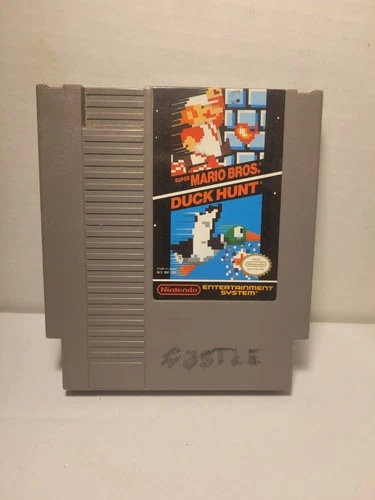 SUPER MARIO BROS.
DUCK HUNT
Nintendo
ENTERTAINMENT
SYSTEM